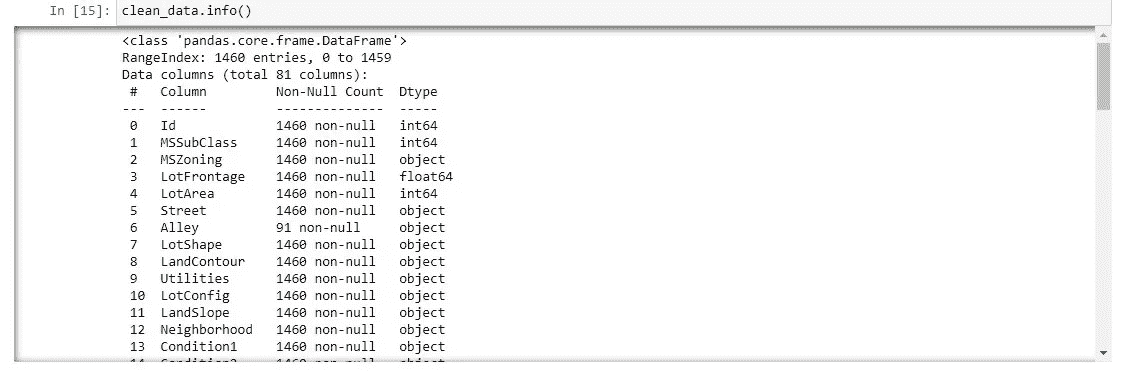 In [15]: clean_data.info()
<class 'pandas.core.frame.DataFrame'>
RangeIndex: 1460 entries, 0 to 1459
Data columns (total 81 columns):
 #   Column        Non-Null Count  Dtype
---  ------        --------------  -----
 0   Id            1460 non-null   int64
 1   MSSubClass    1460 non-null   int64
 2   MSZoning      1460 non-null   object
 3   LotFrontage   1460 non-null   float64
 4   LotArea       1460 non-null   int64
 5   Street        1460 non-null   object
 6   Alley         91 non-null     object
 7   LotShape      1460 non-null   object
 8   LandContour   1460 non-null   object
 9   Utilities     1460 non-null   object
 10  LotConfig     1460 non-null   object
 11  LandSlope     1460 non-null   object
 12  Neighborhood  1460 non-null   object
 13  Condition1    1460 non-null   object